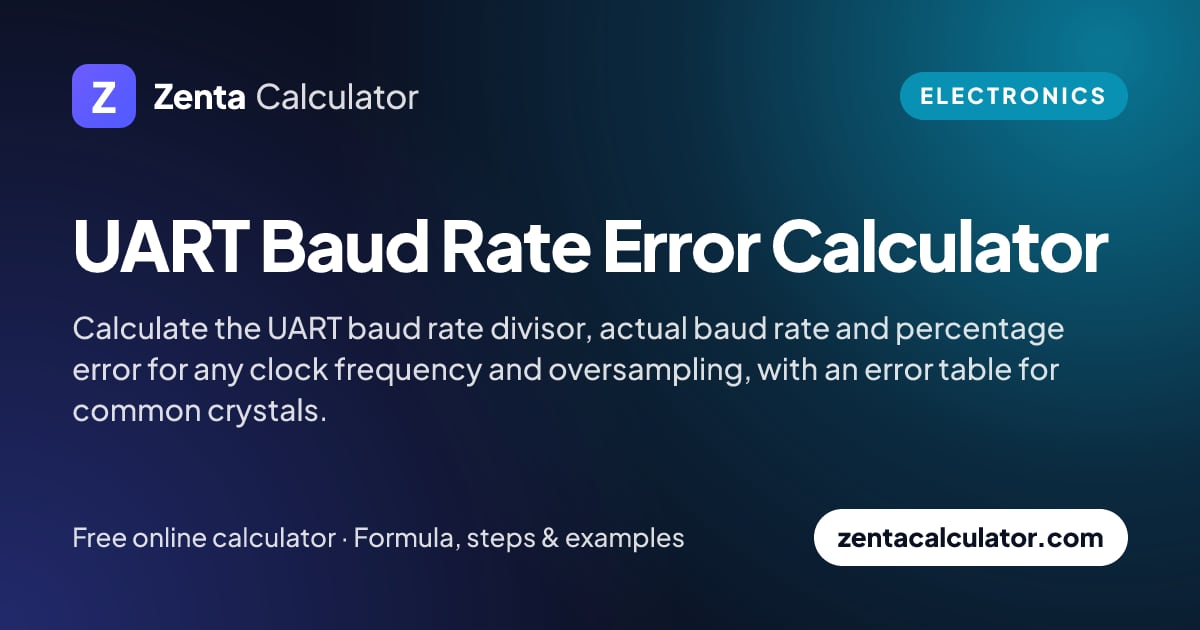 Z
Zenta Calculator
ELECTRONICS
UART Baud Rate Error Calculator
Calculate the UART baud rate divisor, actual baud rate and percentage
error for any clock frequency and oversampling, with an error table for
common crystals.
Free online calculator · Formula, steps & examples
zentacalculator.com